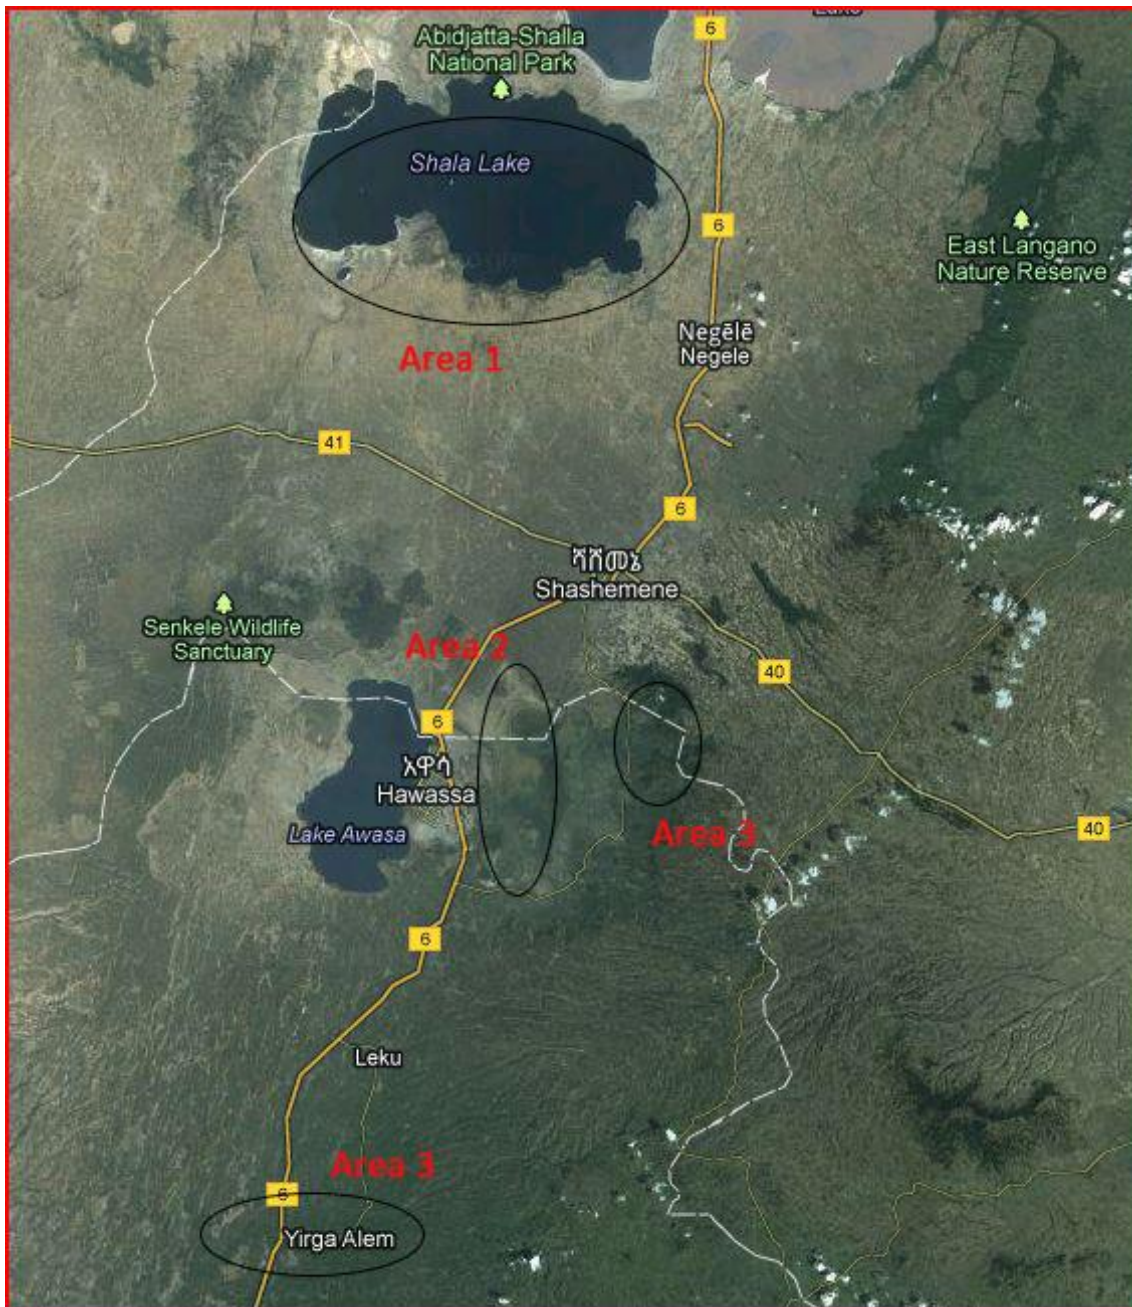 Lake
6
Abidjatta-Shalla
National Park
Shala Lake
6
East Langano
Nature Reserve
Negēlē
Negele
Area 1
41
6
ሻሸመኔ
Shashemene
Senkele Wildlife
Sanctuary
Area 2
40
6
አዋሳ
Hawassa
Lake Awasa
Area 3
40
6
Leku
Area 3
6
Yirga Alem